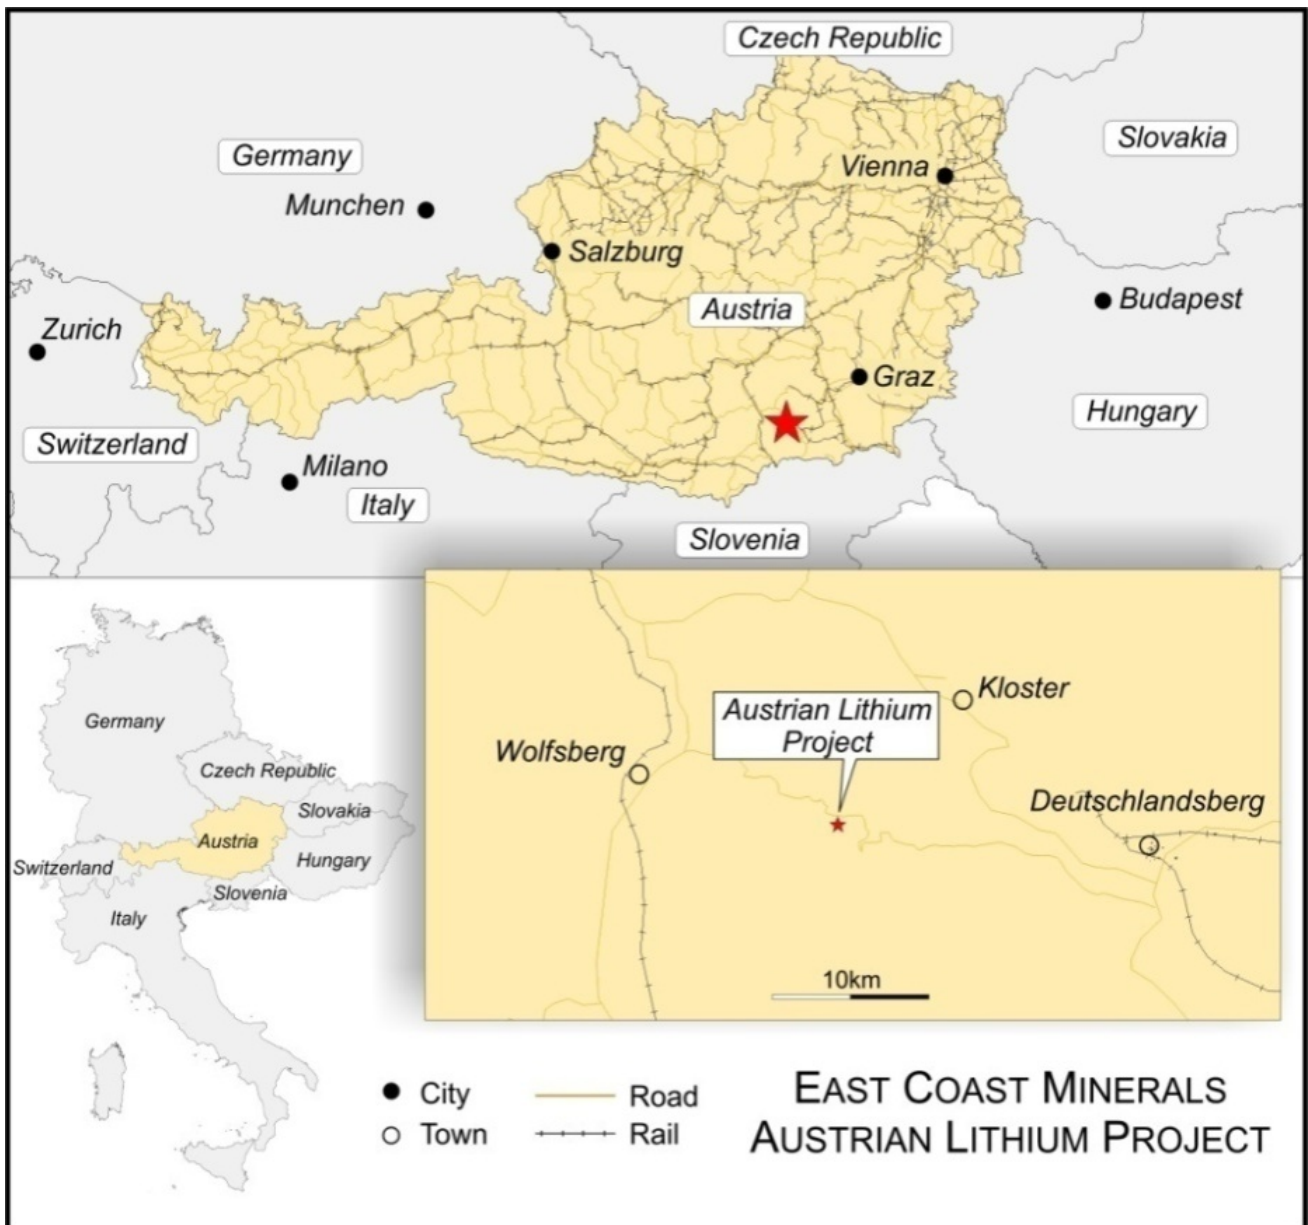 Czech Republic
Slovakia
Germany
Vienna
Munchen
Salzburg
Austria
Budapest
Zurich
Graz
Hungary
Switzerland
Milano
Italy
Slovenia
Germany
Czech Republic
Slovakia
Austria
Hungary
Switzerland
Slovenia
Italy
Kloster
Austrian Lithium
Project
Wolfsberg
Deutschlandsberg
10km
City
Road
Town
Rail
EAST COAST MINERALS
AUSTRIAN LITHIUM PROJECT